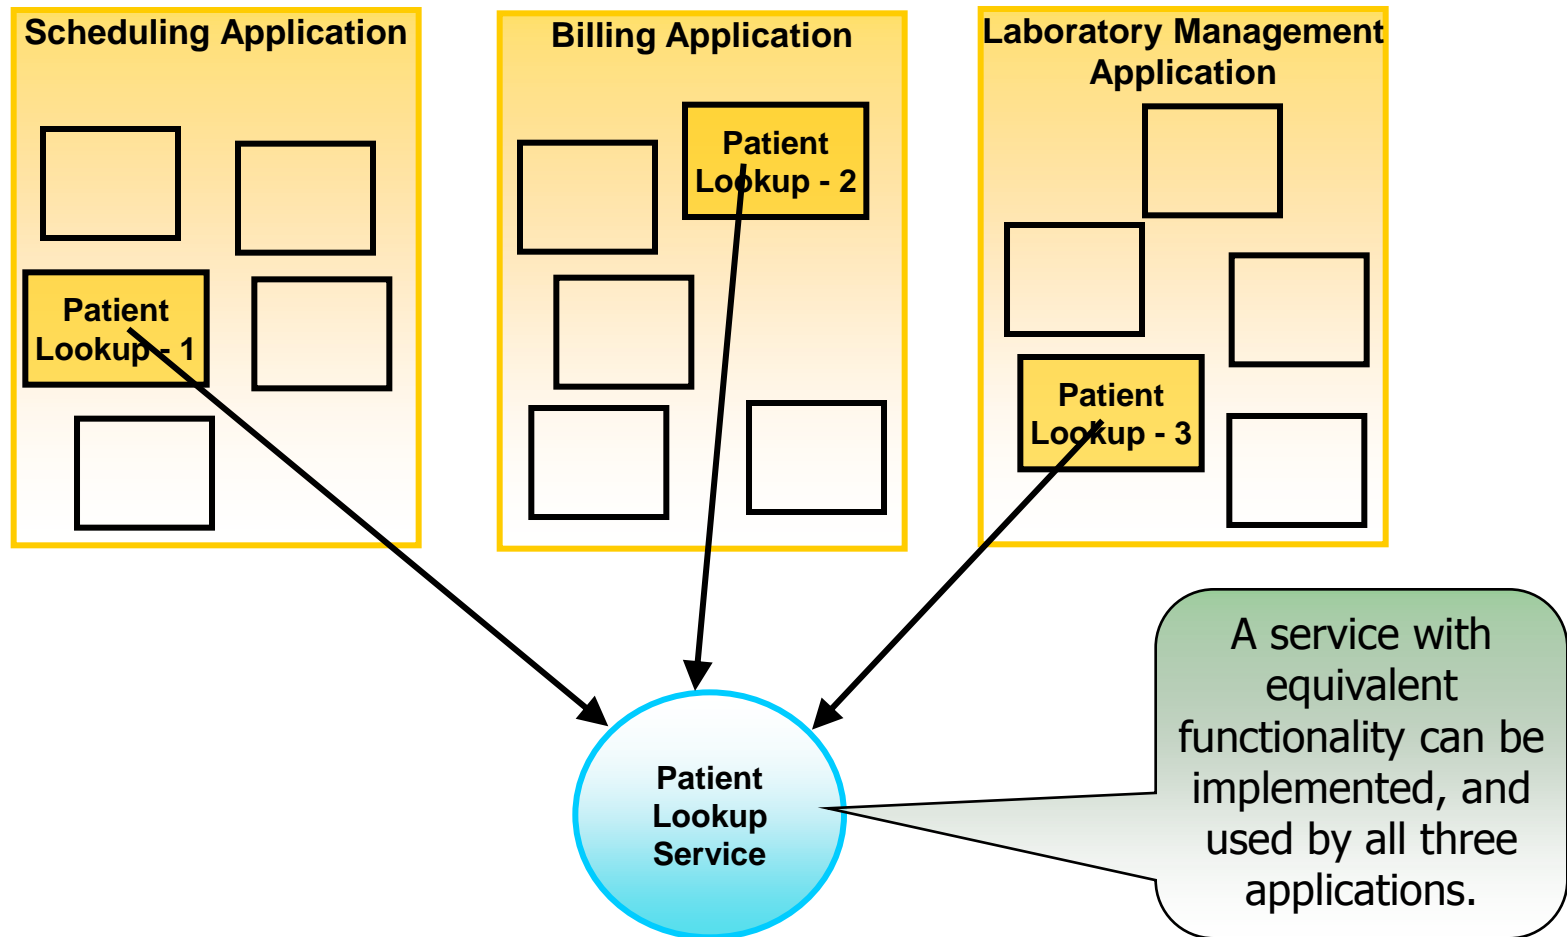 Scheduling Application
Billing Application
Laboratory Management
Application
Patient
Lookup - 1
Patient
Lookup - 2
Patient
Lookup - 3
Patient
Lookup
Service
A service with
equivalent
functionality can be
implemented, and
used by all three
applications.